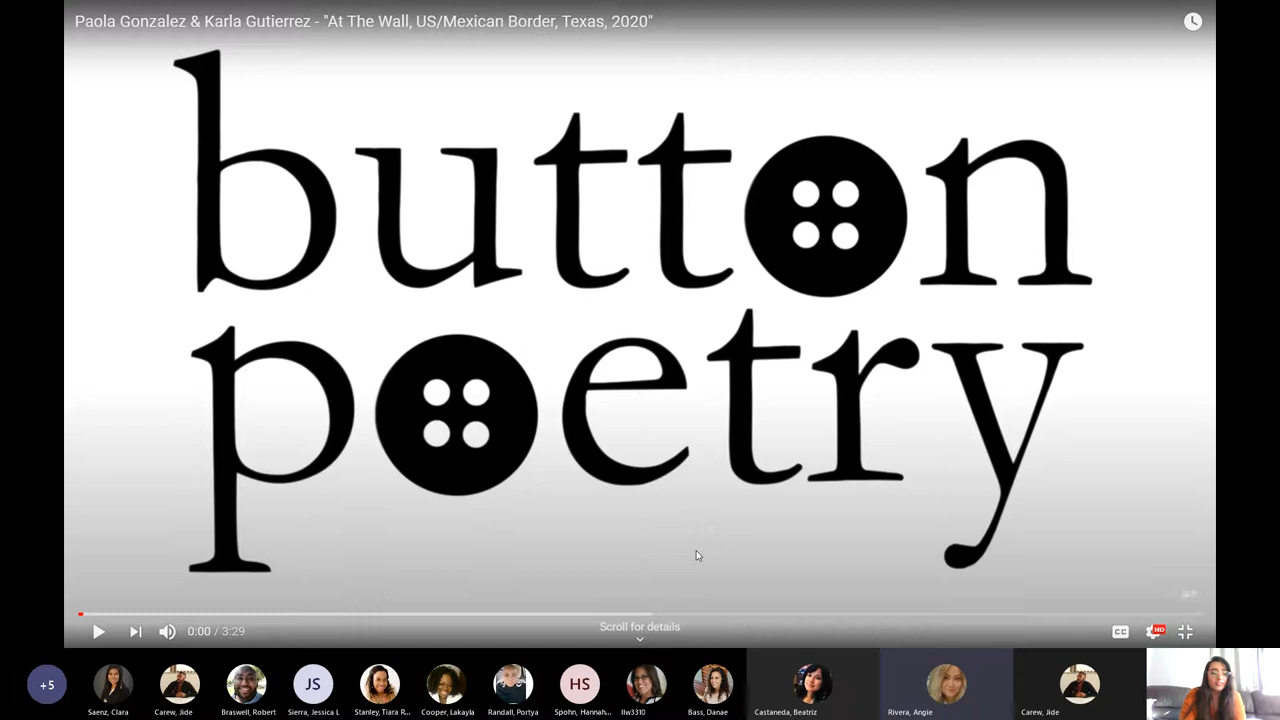 Paola Gonzalez & Karla Gutierrez - "At The Wall, US/Mexican Border, Texas, 2020"
button
poetry
Scroll for details
0:00 / 3:29
CC
HD
+5
JS
HS
Saenz, Clara
Carew, Jide
Braswell, Robert
Sierra, Jessica L
Stanley, Tiara R...
Cooper, Lakayla
Randall, Portya
Spohn, Hannah...
llw3310
Bass, Danae
Castaneda, Beatriz
Rivera, Angie
Carew, Jide